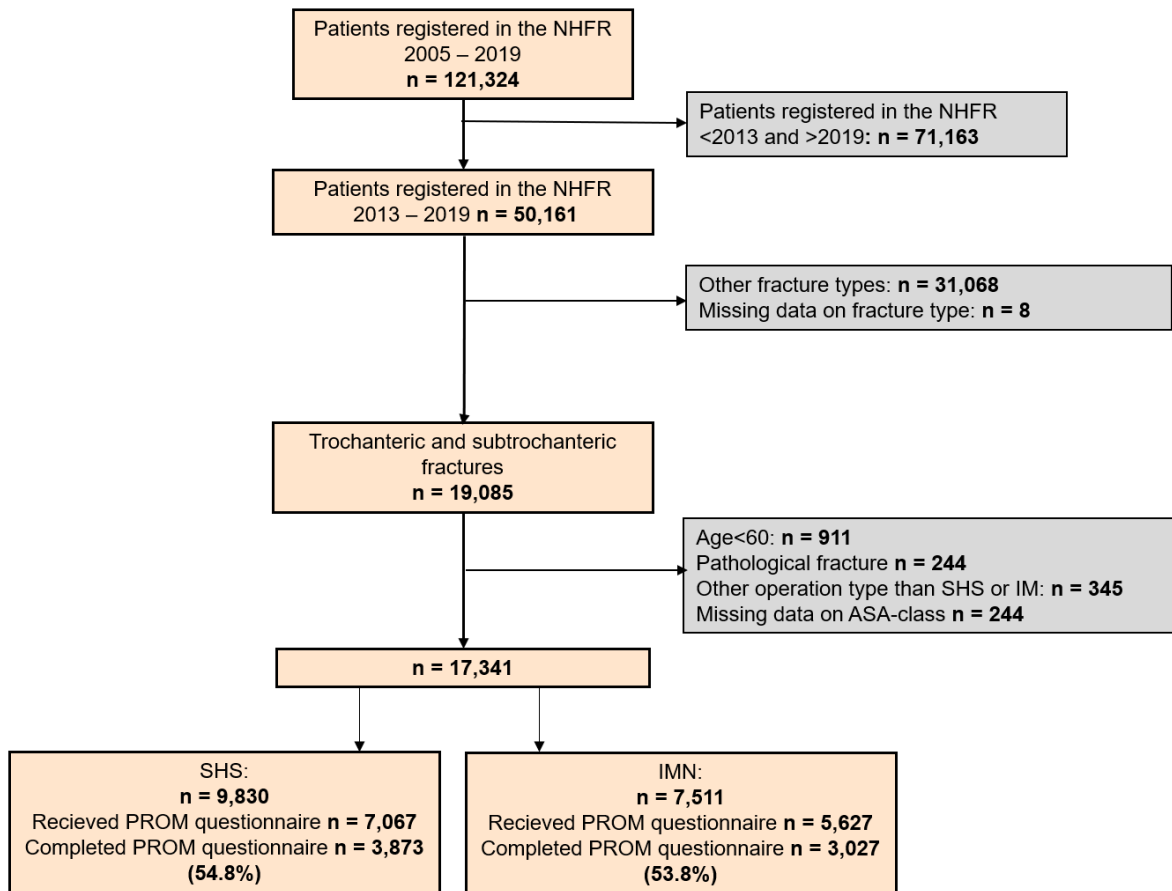 Patients registered in the NHFR
2005 – 2019
n = 121,324
Patients registered in the NHFR
<2013 and >2019: n = 71,163
Patients registered in the NHFR
2013 – 2019 n = 50,161
Other fracture types: n = 31,068
Missing data on fracture type: n = 8
Trochanteric and subtrochanteric
fractures
n = 19,085
Age<60: n = 911
Pathological fracture n = 244
Other operation type than SHS or IM: n = 345
Missing data on ASA-class n = 244
n = 17,341
SHS:
n = 9,830
Recieved PROM questionnaire n = 7,067
Completed PROM questionnaire n = 3,873
(54.8%)
IMN:
n = 7,511
Recieved PROM questionnaire n = 5,627
Completed PROM questionnaire n = 3,027
(53.8%)